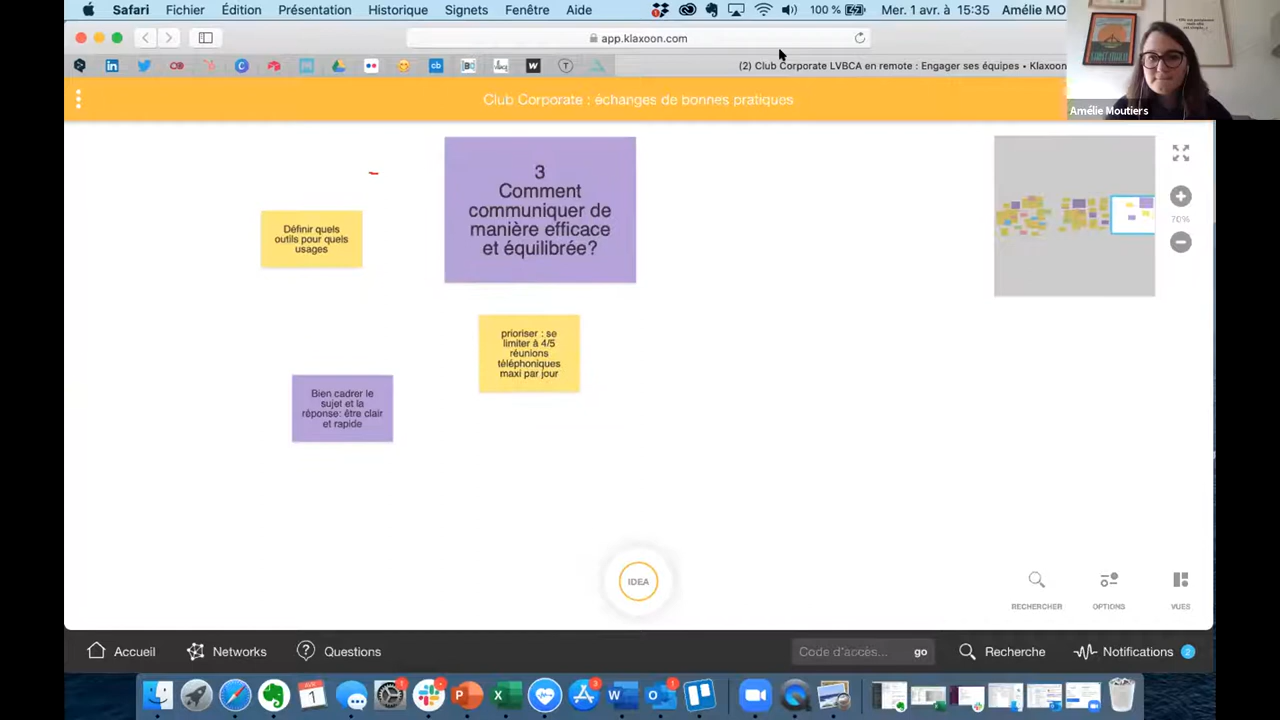 Safari Fichier Édition Présentation Historique Signets Fenêtre Aide 100 % Mer. 1 avr. à 15:35 Amélie MO
app.klaxoon.com
(2) Club Corporate LVBCA en remote : Engager ses équipes • Klaxoon
Amélie Moutiers
Club Corporate : échanges de bonnes pratiques
3
Comment
communiquer de
manière efficace
et équilibrée?
Définir quels
outils pour quels
usages
70%
prioriser : se
limiter à 4/5
réunions
téléphoniques
maxi par jour
Bien cadrer le
sujet et la
réponse: être clair
et rapide
IDEA
RECHERCHER OPTIONS VUES
Accueil Networks Questions Code d'accès... go Recherche Notifications 2